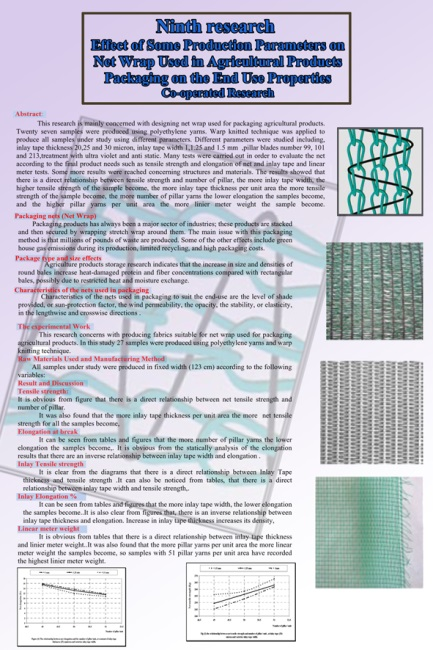 Ninth research
Effect of Some Production Parameters on
Net Wrap Used in Agricultural Products
Packaging on the End Use Properties
Co-operated Research
Abstract:
This research is mainly concerned with designing net wrap used for packaging agricultural products.
Twenty seven samples were produced using polyethylene yarns. Warp knitted technique was applied to
produce all samples under study using different parameters. Different parameters were studied including,
inlay tape thickness 20,25 and 30 micron, inlay tape width 1,1.25 and 1.5 mm .pillar blades number 99, 101
and 213,treatment with ultra violet and anti static. Many tests were carried out in order to evaluate the net
according to the final product needs such as tensile strength and elongation of net and inlay tape and linear
meter tests. Some more results were reached concerning structures and materials. The results showed that
there is a direct relationship between tensile strength and number of pillar, the more inlay tape width, the
higher tensile strength of the sample become, the more inlay tape thickness per unit area the more tensile
strength of the sample become, the more number of pillar yarns the lower elongation the samples become,
and the higher pillar yarns per unit area the more linier meter weight the sample become.
Packaging nets (Net Wrap)
Packaging products has always been a major sector of industries; these products are stacked
and then secured by wrapping stretch wrap around them. The main issue with this packaging
method is that millions of pounds of waste are produced. Some of the other effects include green
house gas emissions during its production, limited recycling, and high packaging costs.
Package type and size effects
Agriculture products storage research indicates that the increase in size and densities of
round bales increase heat-damaged protein and fiber concentrations compared with rectangular
bales, possibly due to restricted heat and moisture exchange.
Characteristics of the nets used in packaging
Characteristics of the nets used in packaging to suit the end-use are the level of shade
provided, or sun-protection factor, the wind permeability, the opacity, the stability, or elasticity,
in the lengthwise and crosswise directions .
The experimental Work
This research concerns with producing fabrics suitable for net wrap used for packaging
agricultural products. In this study 27 samples were produced using polyethylene yarns and warp
knitting technique.
Raw Materials Used and Manufacturing Method
All samples under study were produced in fixed width (123 cm) according to the following
variables:
Result and Discussion
Tensile strength:
It is obvious from figure that there is a direct relationship between net tensile strength and
number of pillar.
It was also found that the more inlay tape thickness per unit area the more net tensile
strength for all the samples become,
Elongation at break
It can be seen from tables and figures that the more number of pillar yarns the lower
elongation the samples become,. It is obvious from the statically analysis of the elongation
results that there are an inverse relationship between inlay tape width and elongation .
Inlay Tensile strength
It is clear from the diagrams that there is a direct relationship between Inlay Tape
thickness and tensile strength .It can also be noticed from tables, that there is a direct
relationship between inlay tape width and tensile strength,.
Inlay Elongation %
It can be seen from tables and figures that the more inlay tape width, the lower elongation
the samples become..It is also clear from figures that, there is an inverse relationship between
inlay tape thickness and elongation. Increase in inlay tape thickness increases its density,
Linear meter weight
It is obvious from tables that there is a direct relationship between inlay tape thickness
and linier meter weight,.It was also found that the more pillar yarns per unit area the more linear
meter weight the samples become, so samples with 51 pillar yarns per unit area have recorded
the highest linier meter weight.